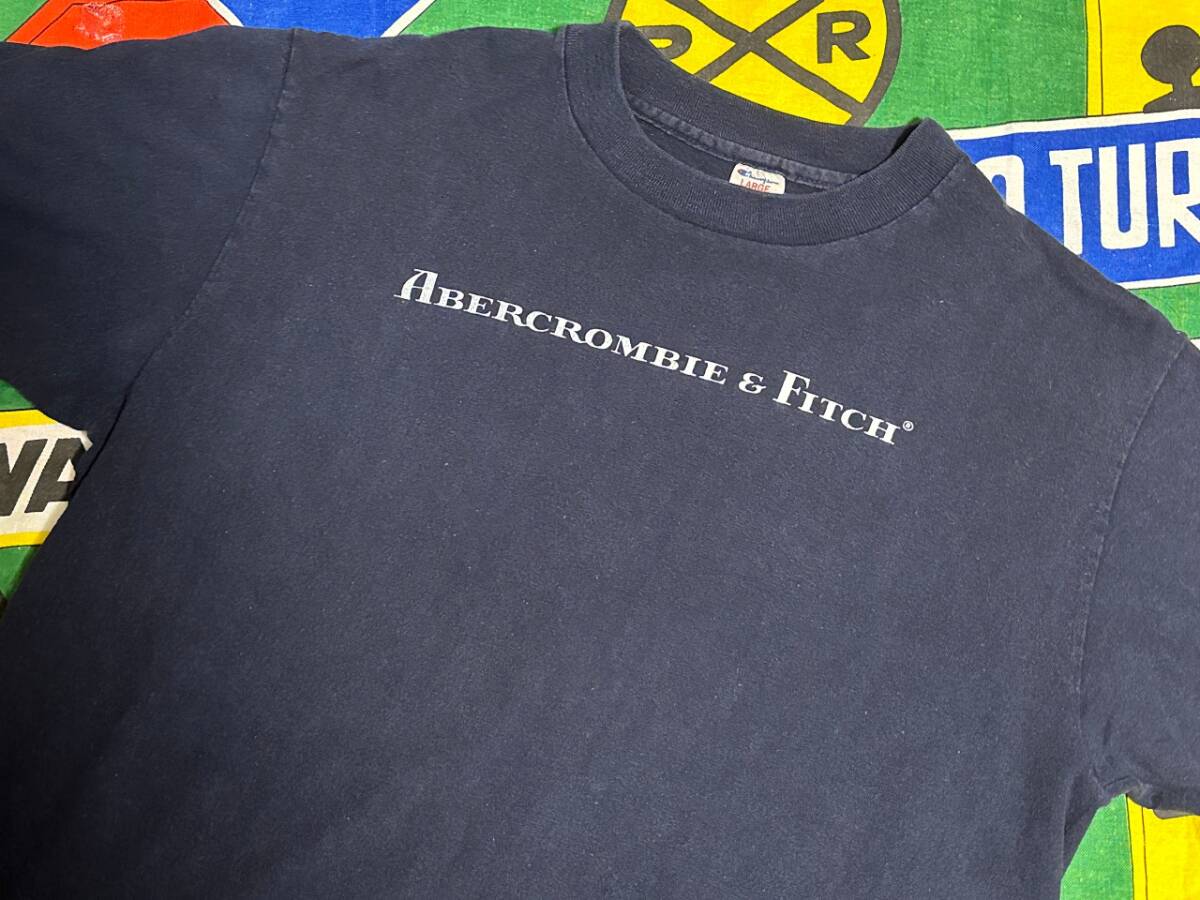 R R
TUR
LARGE
ABERCROMBIE & FITCH®